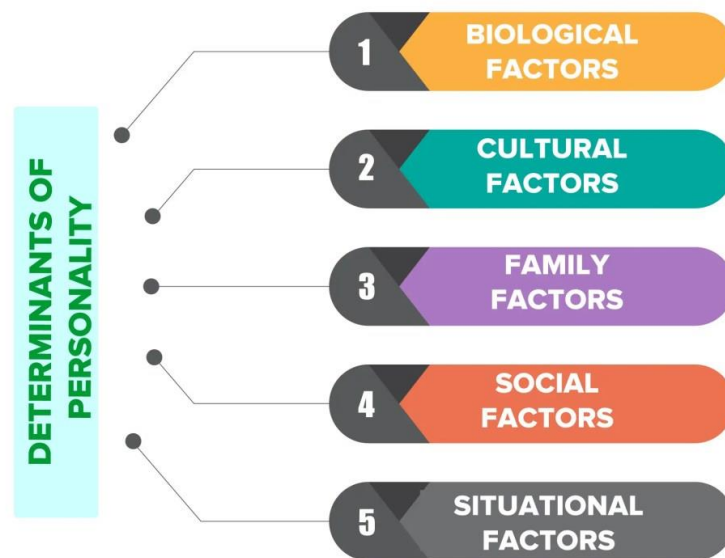 DETERMINANTS OF
PERSONALITY
1
BIOLOGICAL
FACTORS
2
CULTURAL
FACTORS
3
FAMILY
FACTORS
4
SOCIAL
FACTORS
5
SITUATIONAL
FACTORS